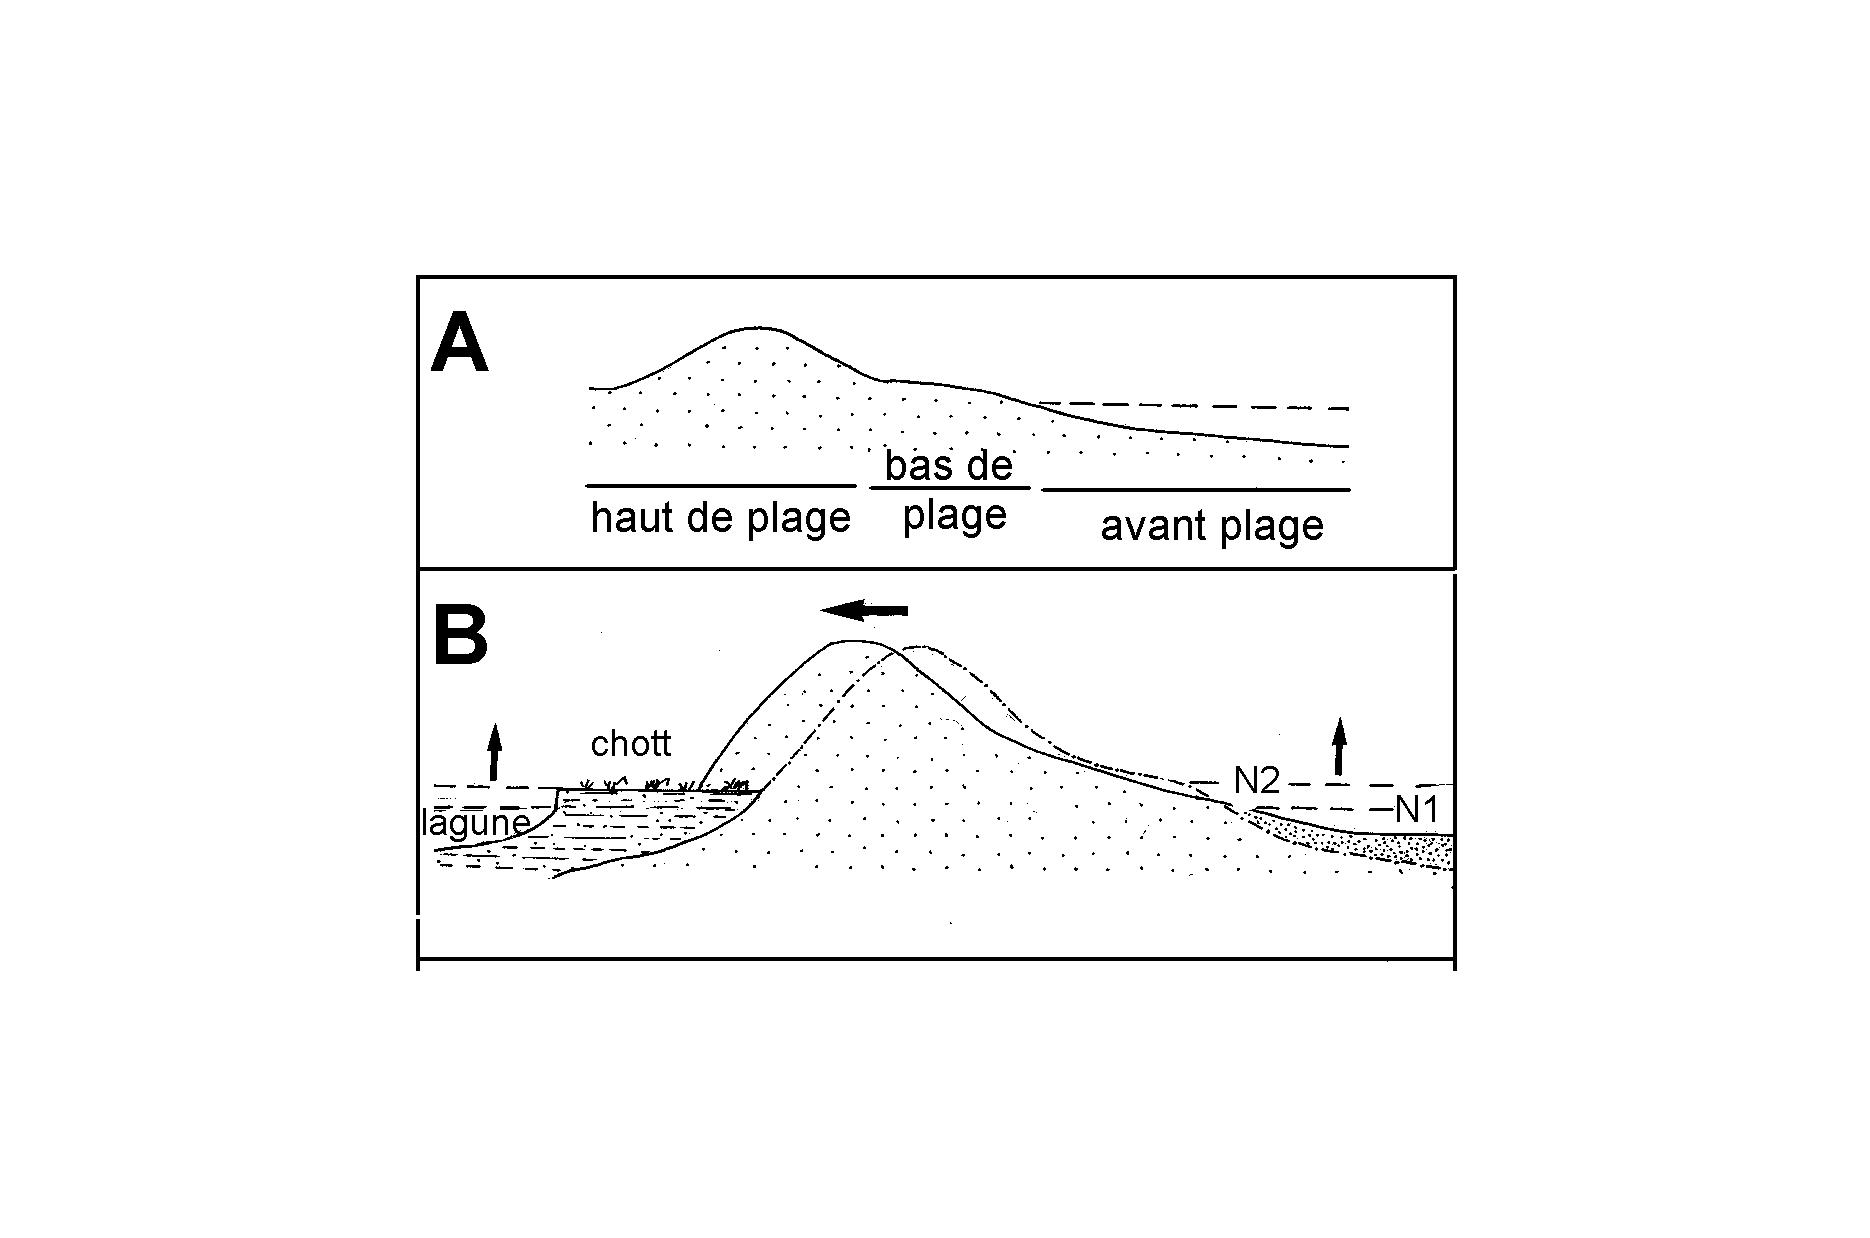 A
bas de
haut de plage
plage
avant plage
B
chott
N2
lagune
N1